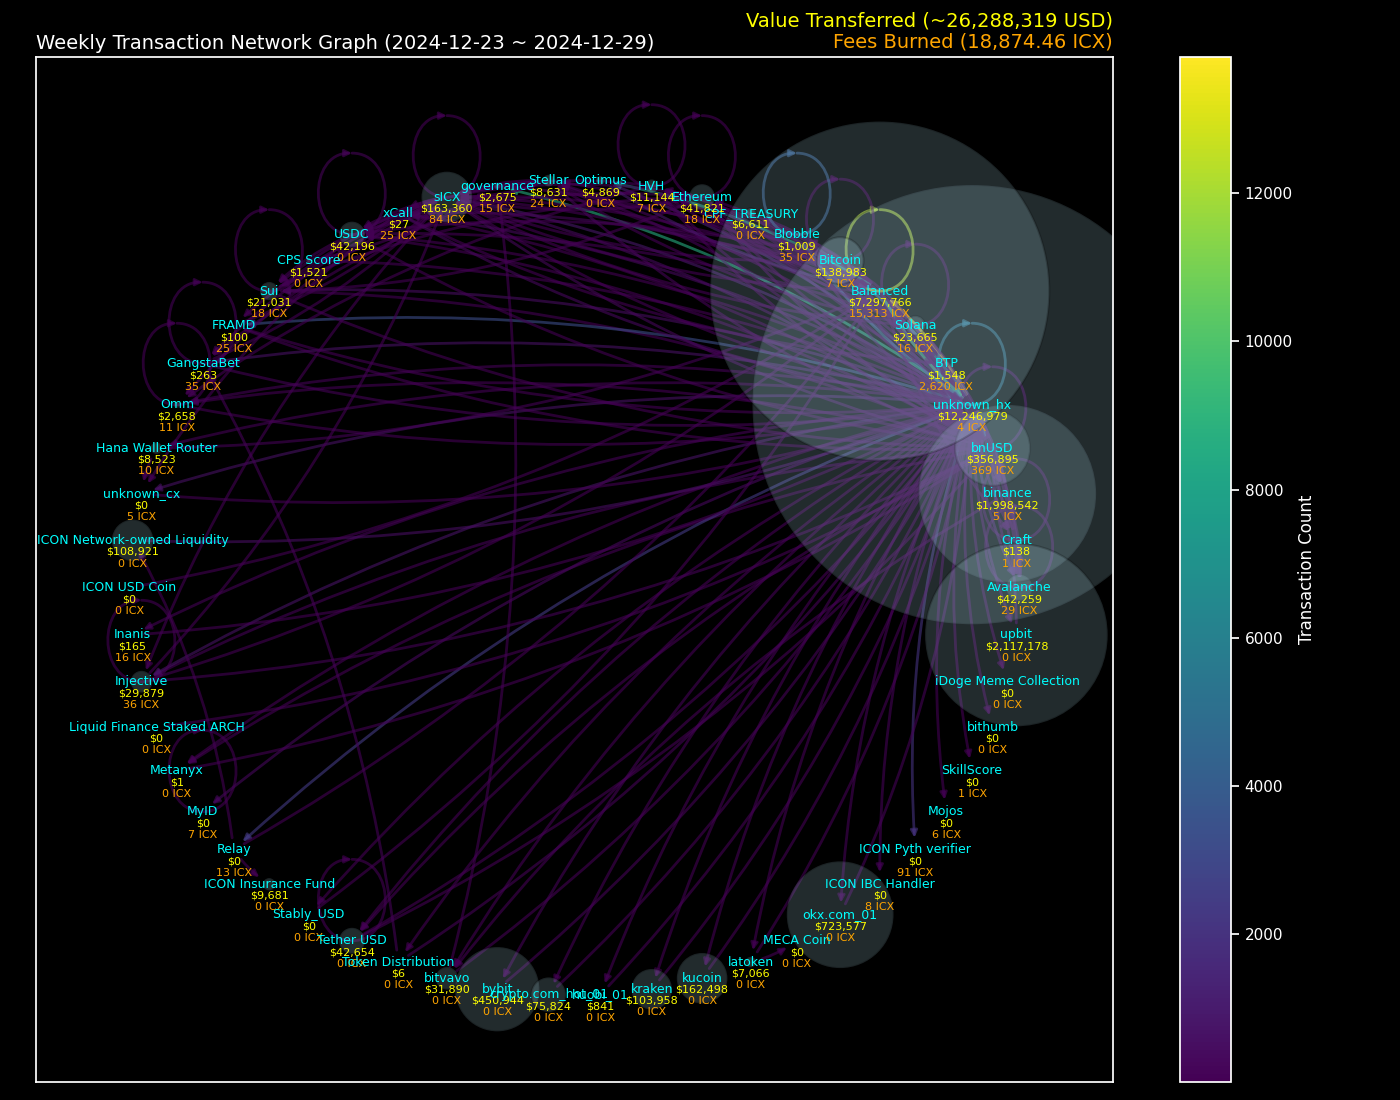 Value Transferred (~26,288,319 USD)
Weekly Transaction Network Graph (2024-12-23 ~ 2024-12-29)
Fees Burned (18,874.46 ICX)
governance
$2,675
15 ICX
Stellar
$8,631
24 ICX
Optimus
$4,869
0 ICX
HVH
$11,144
7 ICX
Ethereum
$41,821
18 ICX
sICX
$163,360
84 ICX
xCall
$27
25 ICX
_TREASURY
$6,611
0 ICX
USDC
$42,196
0 ICX
Blobble
$1,009
35 ICX
CPS Score
$1,521
0 ICX
Bitcoin
$138,983
7 ICX
Sui
$21,031
18 ICX
Balanced
$7,297,766
15,313 ICX
FRAMD
$100
25 ICX
Solana
$23,665
16 ICX
GangstaBet
$263
35 ICX
BTP
$1,548
2,620 ICX
Omm
$2,658
11 ICX
unknown_hx
$12,246,979
4 ICX
Hana Wallet Router
$8,523
10 ICX
bnUSD
$356,895
369 ICX
unknown_cx
$0
5 ICX
binance
$1,998,542
5 ICX
ICON Network-owned Liquidity
$108,921
0 ICX
Craft
$138
1 ICX
ICON USD Coin
$0
0 ICX
Avalanche
$42,259
29 ICX
Inanis
$165
16 ICX
upbit
$2,117,178
0 ICX
Injective
$29,879
36 ICX
iDoge Meme Collection
$0
0 ICX
Liquid Finance Staked ARCH
$0
0 ICX
bithumb
$0
0 ICX
Metanyx
$1
0 ICX
SkillScore
$0
1 ICX
MyID
$0
7 ICX
Mojos
$0
6 ICX
Relay
$0
13 ICX
ICON Pyth verifier
$0
91 ICX
ICON Insurance Fund
$9,681
0 ICX
ICON IBC Handler
$0
8 ICX
Stably_USD
$0
0 ICX
okx.com_01
$723,577
0 ICX
Tether USD
$42,654
0 ICX
MECA Coin
$0
0 ICX
Token Distribution
$6
0 ICX
latoken
$7,066
0 ICX
bitvavo
$31,890
0 ICX
kucoin
$162,498
0 ICX
bybit
$450,944
0 ICX
crypto.com_hot_01
$75,824
0 ICX
huobi_01
$841
0 ICX
kraken
$103,958
0 ICX
12000
10000
8000
6000
4000
2000
Transaction Count